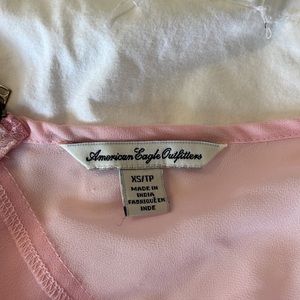 American Eagle Outfitters
XS/TP
MADE IN
INDIA
FABRIQUÉ EN
INDE